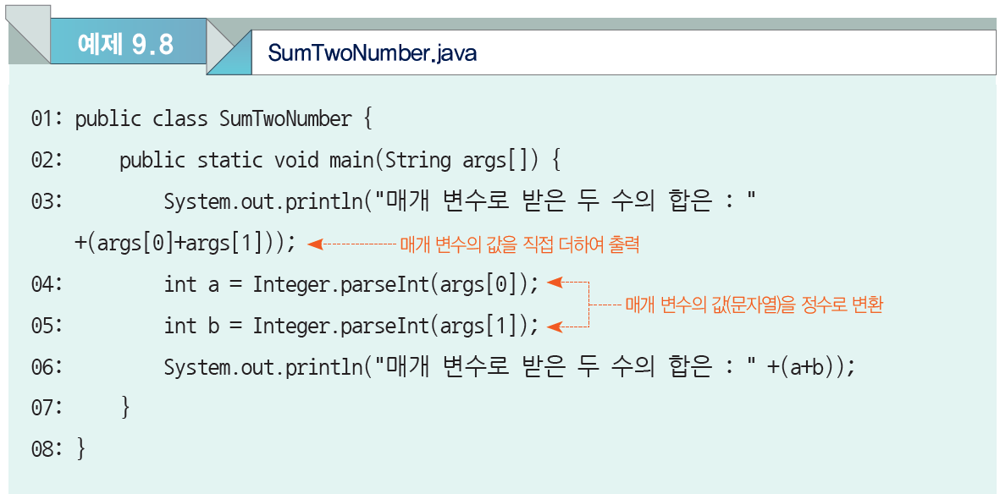 예제 9.8
SumTwoNumber.java
01: public class SumTwoNumber {
02: public static void main(String args[]) {
03: System.out.println("매개 변수로 받은 두 수의 합은 : "
+(args[0]+args[1])); 매개 변수의 값을 직접 더하여 출력
04: int a = Integer.parseInt(args[0]);
매개 변수의 값(문자열)을 정수로 변환
05: int b = Integer.parseInt(args[1]);
06: System.out.println("매개 변수로 받은 두 수의 합은 : " +(a+b));
07: }
08: }